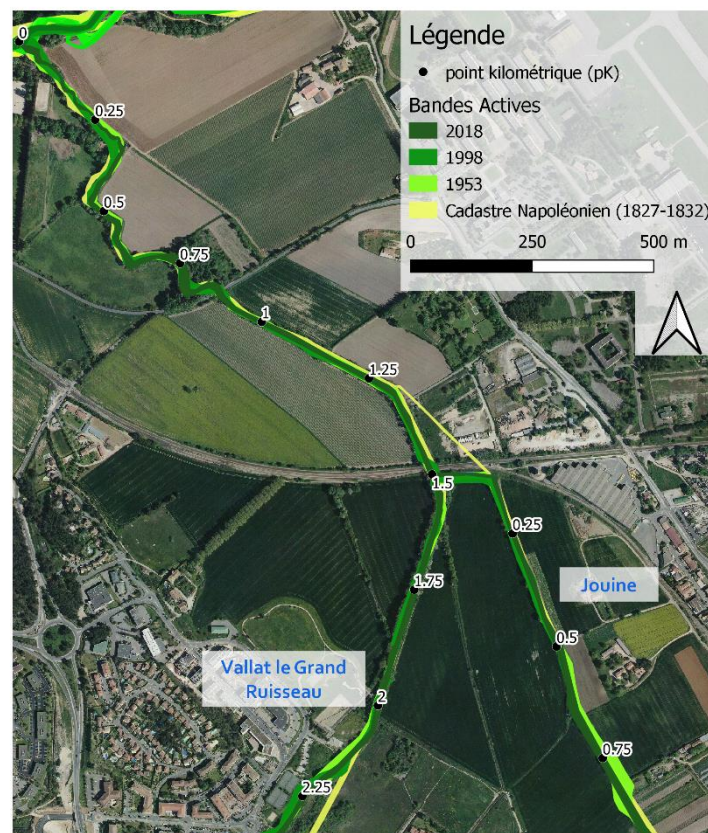 Légende
point kilométrique (pK)
Bandes Actives
2018
1998
1953
Cadastre Napoléonien (1827-1832)
0 250 500 m
0
0.25
0.5
0.75
1
1.25
1.5
0.25
1.75
Jouine
0.5
Vallat le Grand
Ruisseau
2
0.75
2.25